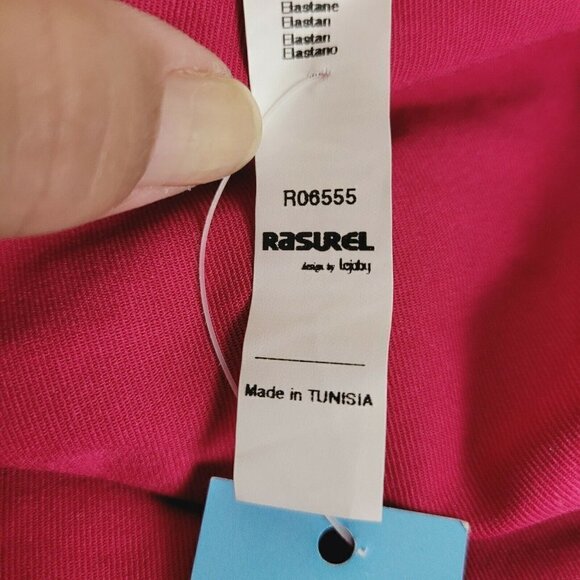 Elastane
Elastan
Elastan
Elastano
R06555
RASUREL
design by Lejaby
Made in TUNISIA